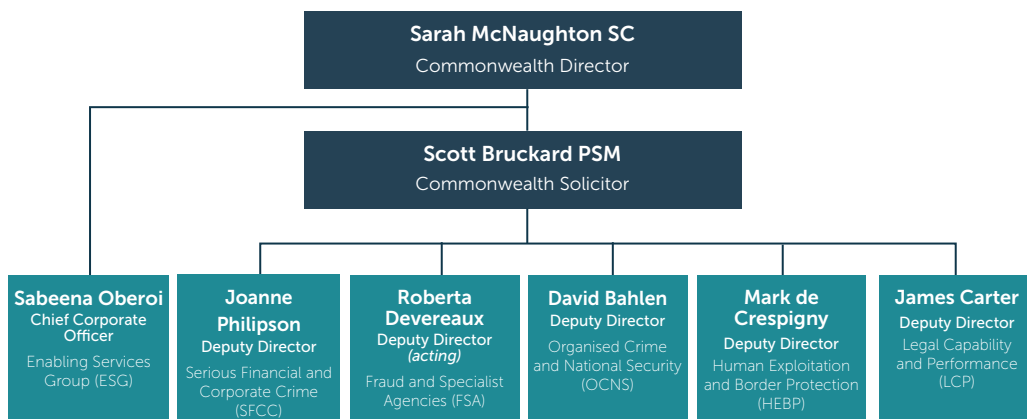 Sarah McNaughton SC
Commonwealth Director
Scott Bruckard PSM
Commonwealth Solicitor
Sabeena Oberoi
Chief Corporate
Officer
Enabling Services
Group (ESG)
Joanne
Philipson
Deputy Director
Serious Financial and
Corporate Crime
(SFCC)
Roberta
Devereaux
Deputy Director
(acting)
Fraud and Specialist
Agencies (FSA)
David Bahlen
Deputy Director
Organised Crime
and National
Security (OCNS)
Mark de
Crespigny
Deputy Director
Human Exploitation
and Border Protection
(HEBP)
James Carter
Deputy Director
Legal Capability
and Performance
(LCP)